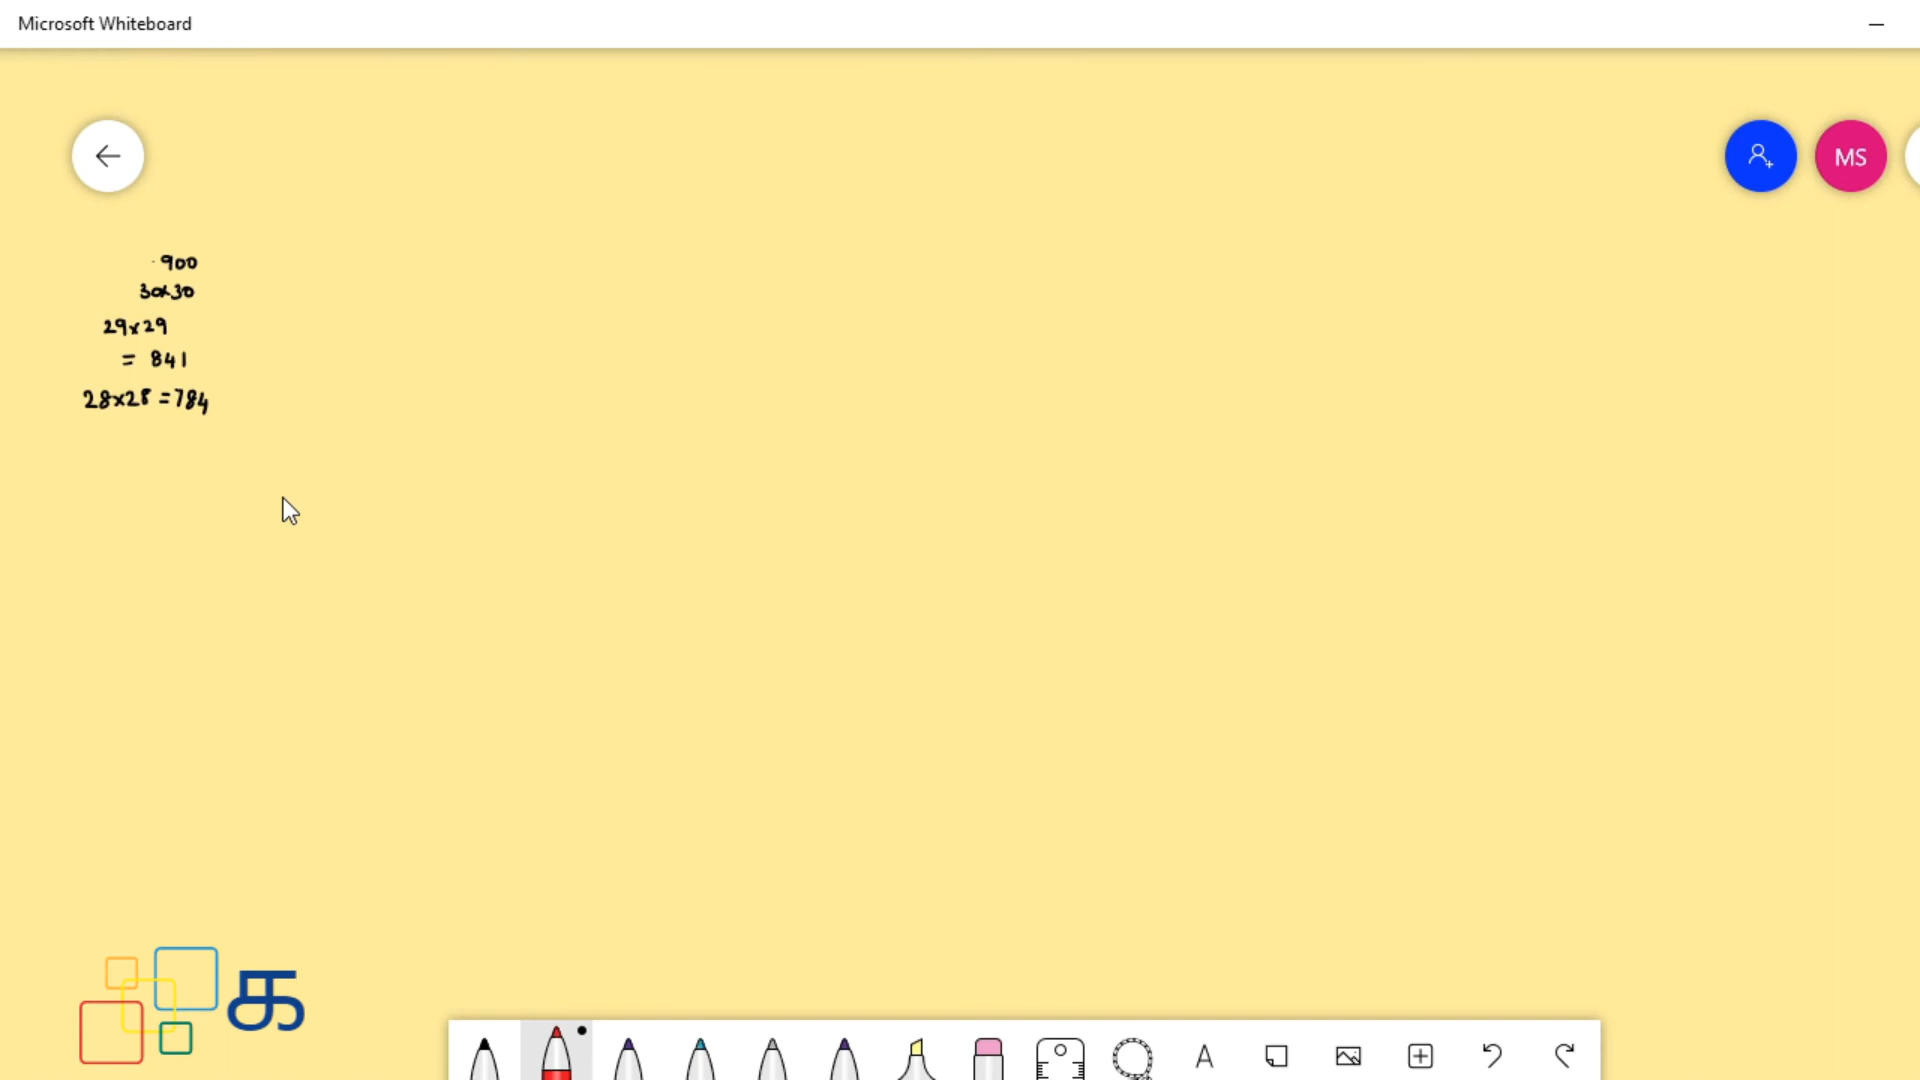 Microsoft Whiteboard
MS
900
30x30
29x29
= 841
28x28 = 784
க
A